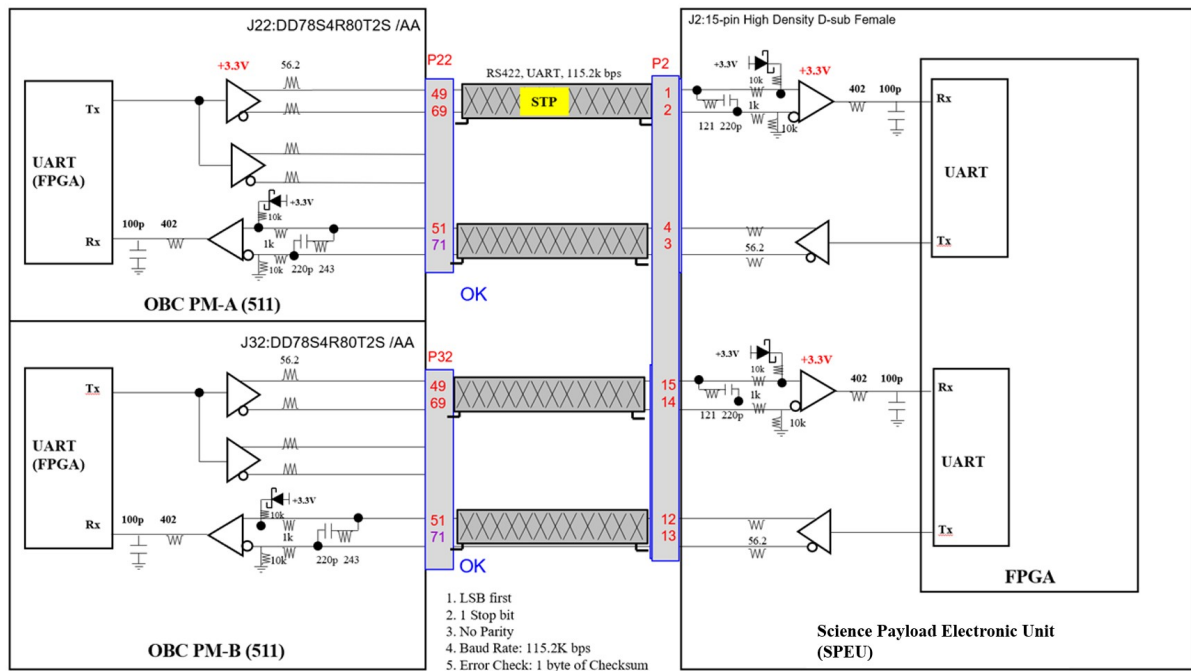 J22:DD78S4R80T2S /AA
J2:15-pin High Density D-sub Female
P22
P2
RS422, UART, 115.2k bps
STP
FPGA
+3.3V
56.2
Tx
49
69
1
2
+3.3V
10k
1k
121 220p
10k
+3.3V
402
100p
Rx
UART
(FPGA)
UART
+3.3V
10k
1k
10k
220p 243
100p
402
Rx
51
71
4
3
56.2
Tx
OK
OBC PM-A (511)
J32:DD78S4R80T2S /AA
P32
56.2
Tx
49
69
15
14
+3.3V
10k
1k
121 220p
10k
+3.3V
402
100p
Rx
UART
(FPGA)
UART
+3.3V
10k
1k
10k
220p 243
100p
402
Rx
51
71
12
13
56.2
Tx
OK
FPGA
1. LSB first
2. 1 Stop bit
3. No Parity
4. Baud Rate: 115.2K bps
5. Error Check: 1 byte of Checksum
OBC PM-B (511)
Science Payload Electronic Unit
(SPEU)